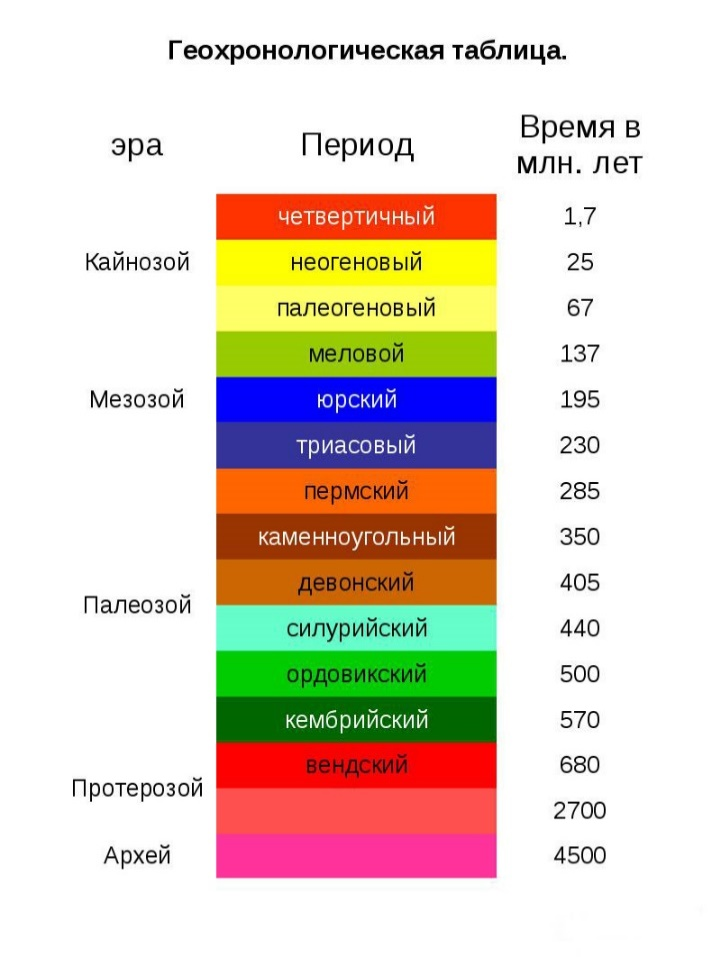 Геохронологическая таблица.
эра Период Время в млн. лет
четвертичный 1,7
Кайнозой неогеновый 25
палеогеновый 67
меловой 137
Мезозой юрский 195
триасовый 230
пермский 285
каменноугольный 350
девонский 405
Палеозой
силурийский 440
ордовикский 500
кембрийский 570
вендский 680
Протерозой
2700
Архей 4500